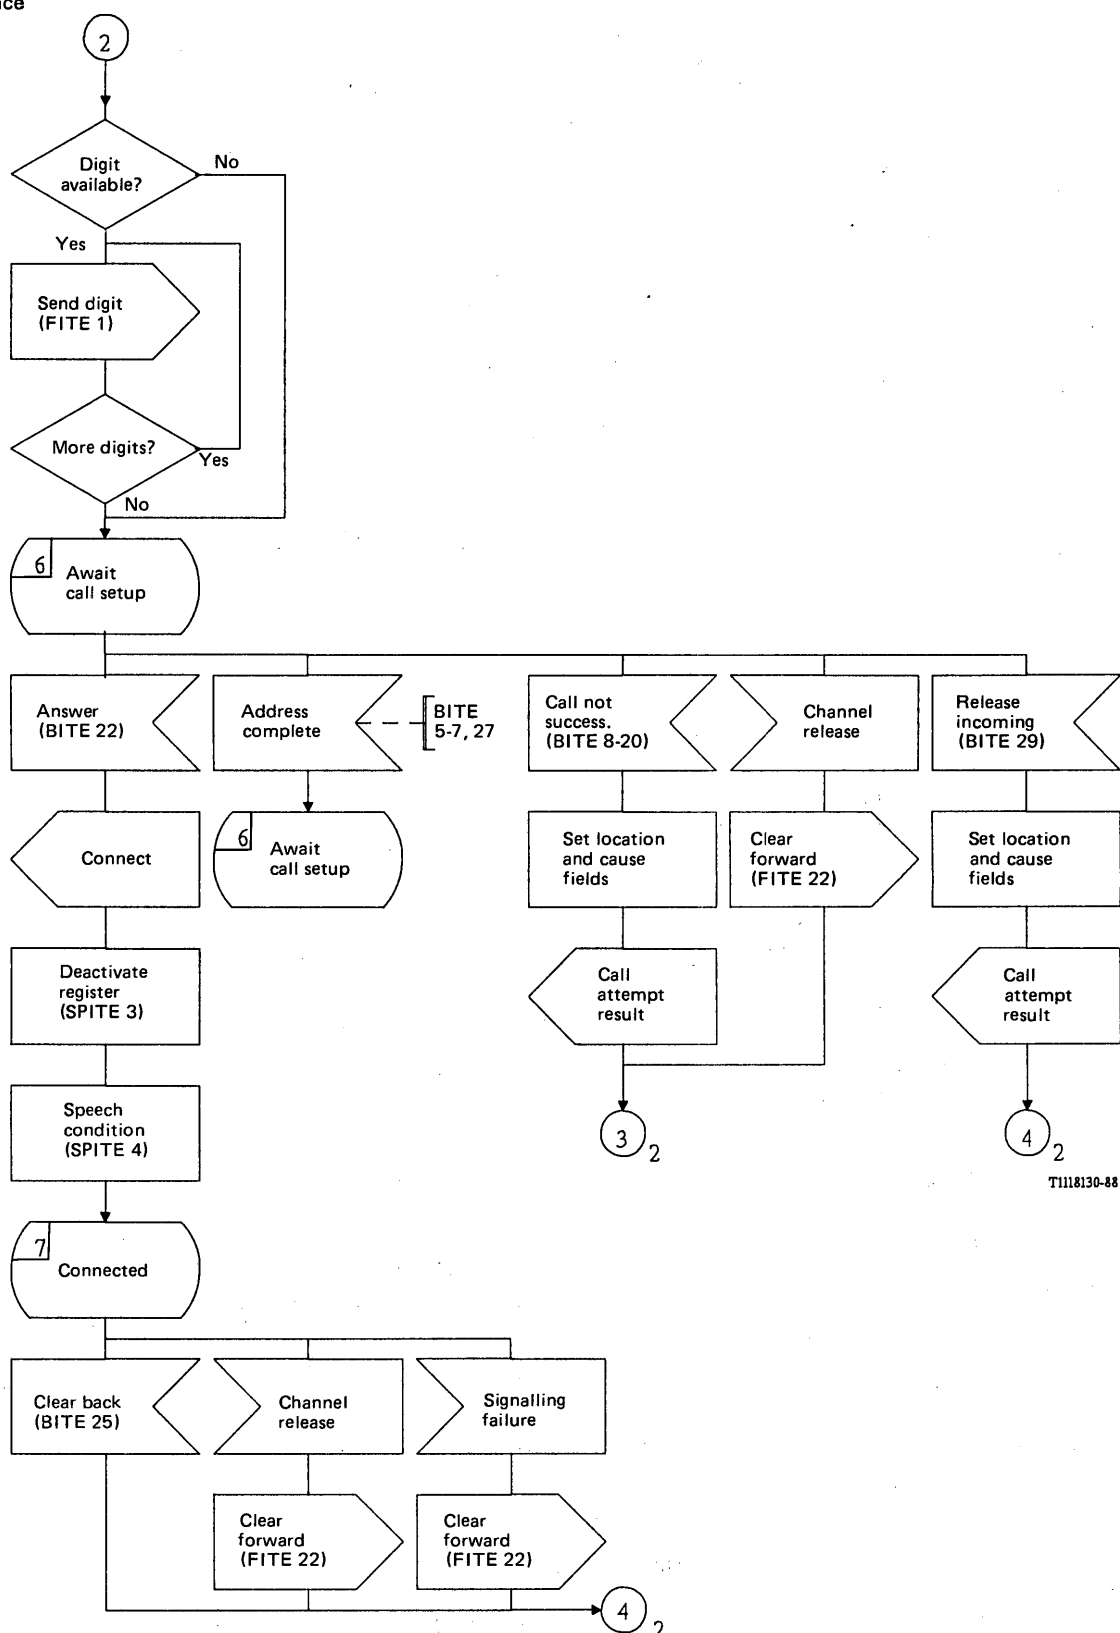 2
Digit
available?
No
Yes
Send digit
(FITE 1)
More digits?
Yes
No
6
Await
call setup
Answer
(BITE 22)
Address
complete
BITE
5-7, 27
Call not
success.
(BITE 8-20)
Channel
release
Release
incoming
(BITE 29)
Connect
6
Await
call setup
Set location
and cause
fields
Clear
forward
(FITE 22)
Set location
and cause
fields
Deactivate
register
(SPITE 3)
Call
attempt
result
Call
attempt
result
Speech
condition
(SPITE 4)
3
2
4
2
T1118130-88
7
Connected
Clear back
(BITE 25)
Channel
release
Signalling
failure
Clear
forward
(FITE 22)
Clear
forward
(FITE 22)
4
2